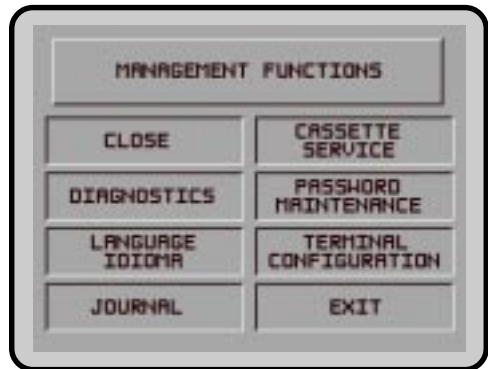 MANAGEMENT FUNCTIONS
CLOSE
CASSETTE
SERVICE
DIAGNOSTICS
PASSWORD
MAINTENANCE
LANGUAGE
IDIOMA
TERMINAL
CONFIGURATION
JOURNAL
EXIT